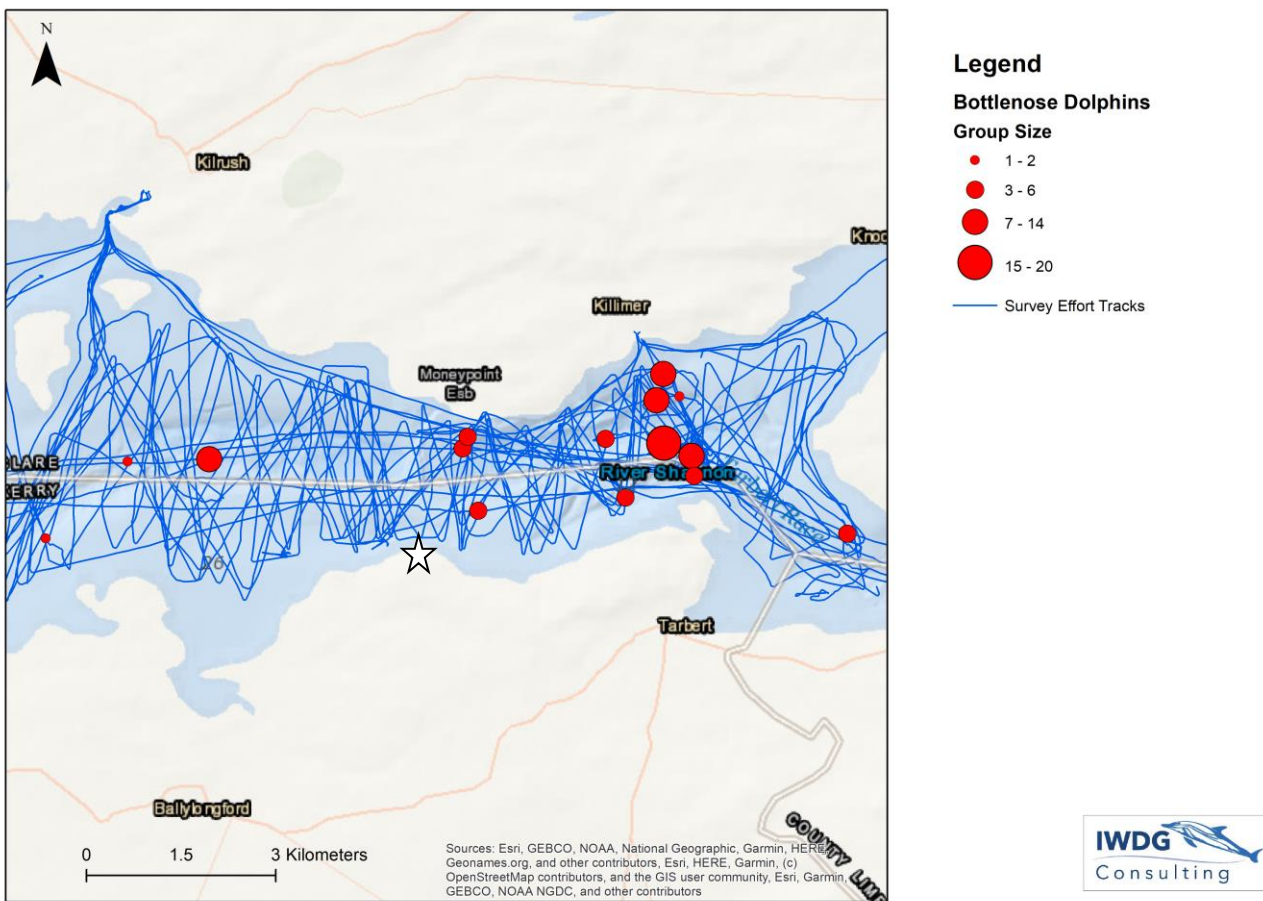 N
Kilrush
Knoc
Killimer
Moneypoint
Esb
CLARE
KERRY
River Shannon
Tarbert Race
26
Tarbert
Ballylongford
COUNTY LIM
0 1.5 3 Kilometers
Sources: Esri, GEBCO, NOAA, National Geographic, Garmin, HERE,
Geonames.org, and other contributors, Esri, HERE, Garmin, (c)
OpenStreetMap contributors, and the GIS user community, Esri, Garmin,
GEBCO, NOAA NGDC, and other contributors
Legend
Bottlenose Dolphins
Group Size
1 - 2
3 - 6
7 - 14
15 - 20
Survey Effort Tracks
IWDG
Consulting